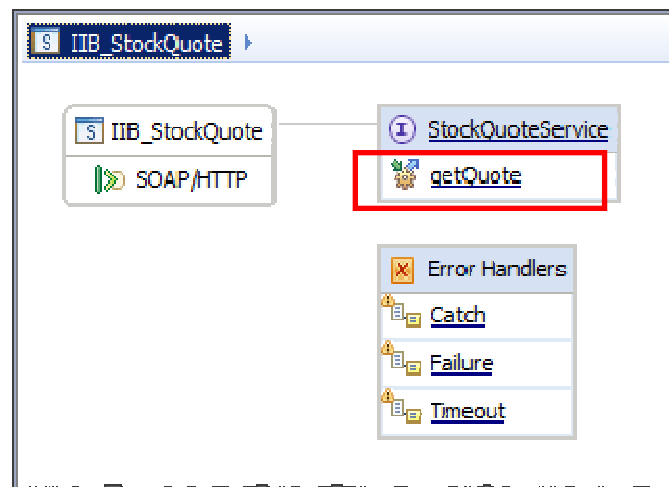 IIB_StockQuote
IIB_StockQuote
SOAP/HTTP
StockQuoteService
getQuote
Error Handlers
Catch
Failure
Timeout